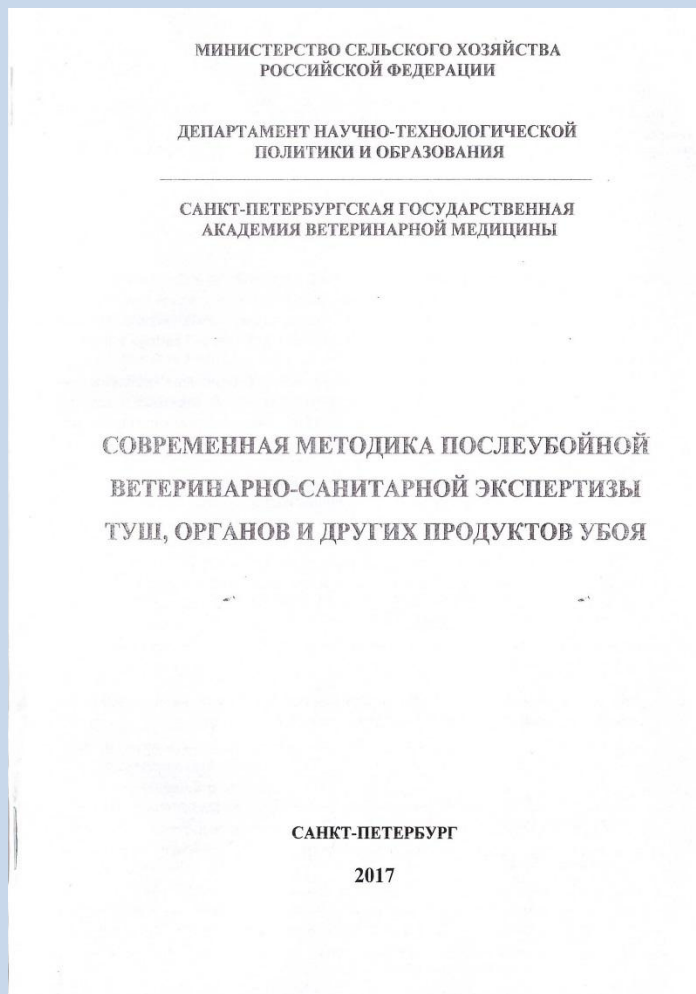 МИНИСТЕРСТВО СЕЛЬСКОГО ХОЗЯЙСТВА
РОССИЙСКОЙ ФЕДЕРАЦИИ
ДЕПАРТАМЕНТ НАУЧНО-ТЕХНОЛОГИЧЕСКОЙ
ПОЛИТИКИ И ОБРАЗОВАНИЯ
САНКТ-ПЕТЕРБУРГСКАЯ ГОСУДАРСТВЕННАЯ
АКАДЕМИЯ ВЕТЕРИНАРНОЙ МЕДИЦИНЫ
СОВРЕМЕННАЯ МЕТОДИКА ПОСЛЕУБОЙНОЙ
ВЕТЕРИНАРНО-САНИТАРНОЙ ЭКСПЕРТИЗЫ
ТУШ, ОРГАНОВ И ДРУГИХ ПРОДУКТОВ УБОЯ
САНКТ-ПЕТЕРБУРГ
2017